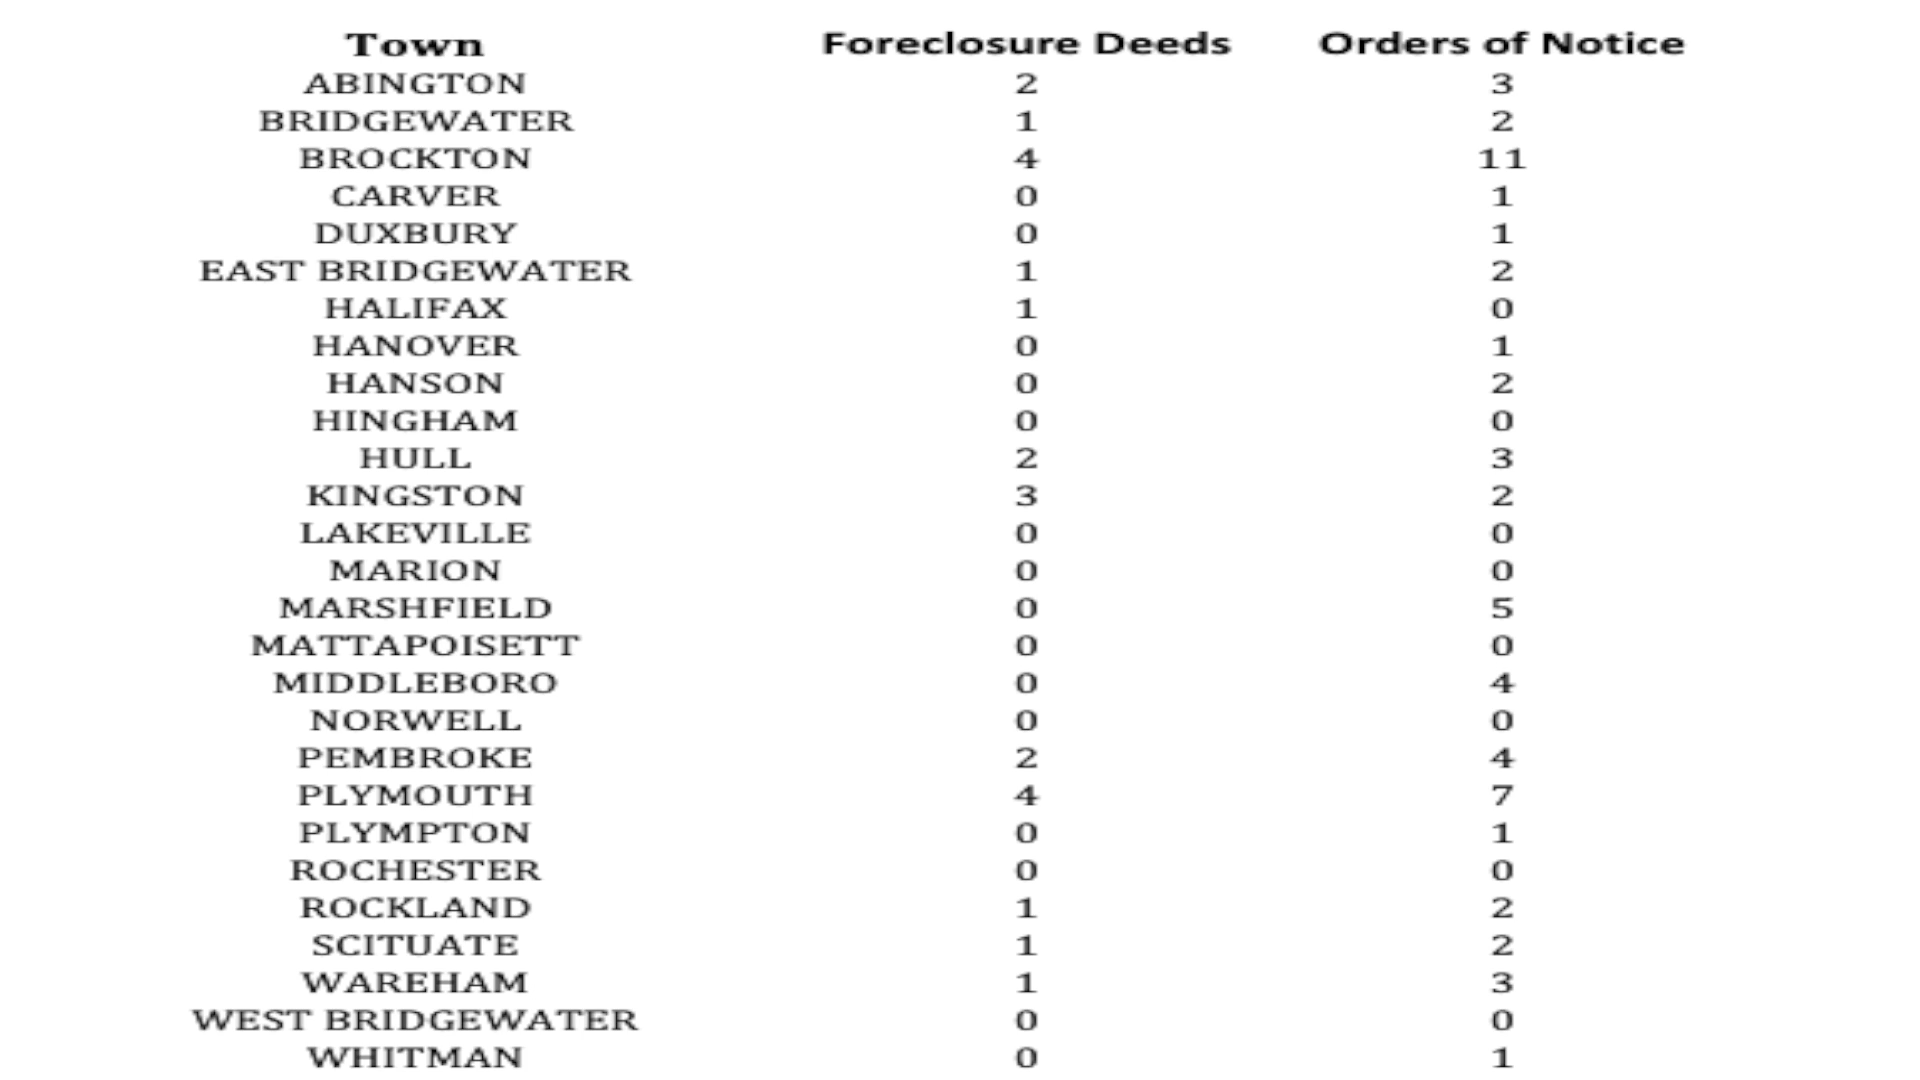 Town Foreclosure Deeds Orders of Notice
ABINGTON 2 3
BRIDGEWATER 1 2
BROCKTON 4 11
CARVER 0 1
DUXBURY 0 1
EAST BRIDGEWATER 1 2
HALIFAX 1 0
HANOVER 0 1
HANSON 0 2
HINGHAM 0 0
HULL 2 3
KINGSTON 3 2
LAKEVILLE 0 0
MARION 0 0
MARSHFIELD 0 5
MATTAPOISETT 0 0
MIDDLEBORO 0 4
NORWELL 0 0
PEMBROKE 2 4
PLYMOUTH 4 7
PLYMPTON 0 1
ROCHESTER 0 0
ROCKLAND 1 2
SCITUATE 1 2
WAREHAM 1 3
WEST BRIDGEWATER 0 0
WHITMAN 0 1